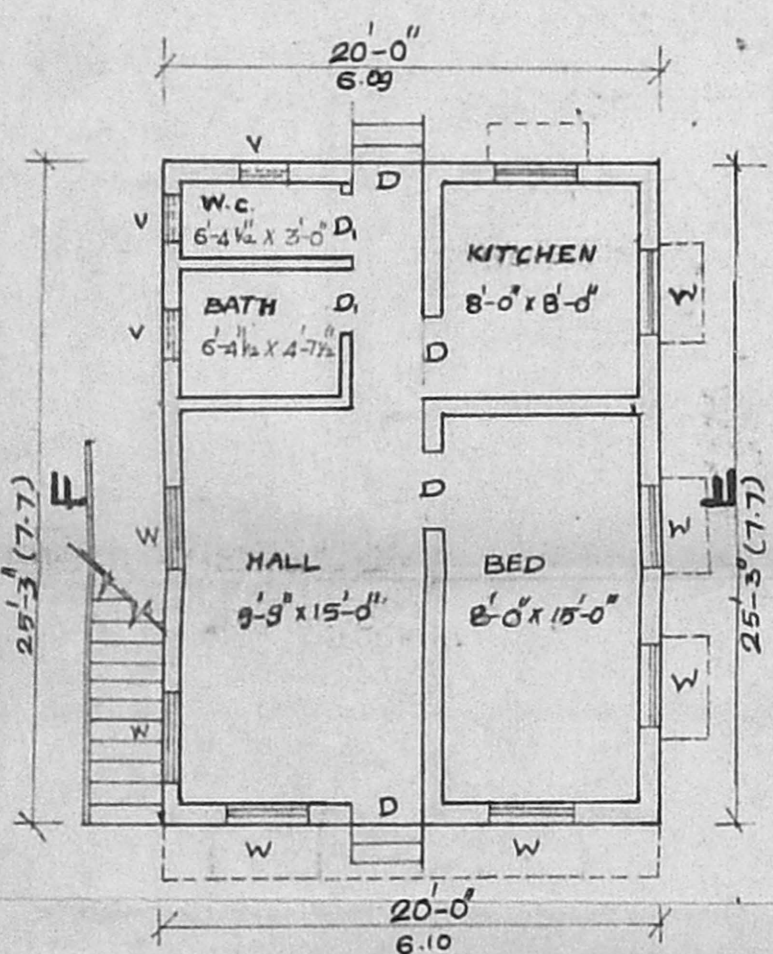 20'-0"
6.09
V
D
V
W.C.
6'-4½" X 3'-0"
D1
KITCHEN
8'-0" X 8'-0"
W
BATH
D1
6'-4½" X 4'-7½"
V
D
25'-3" (7.7)
F
W
D
W
E
25'-3" (7.7)
HALL
9'-9" X 15'-0"
BED
8'-0" X 15'-0"
W
W
D
W
W
20'-0"
6.10